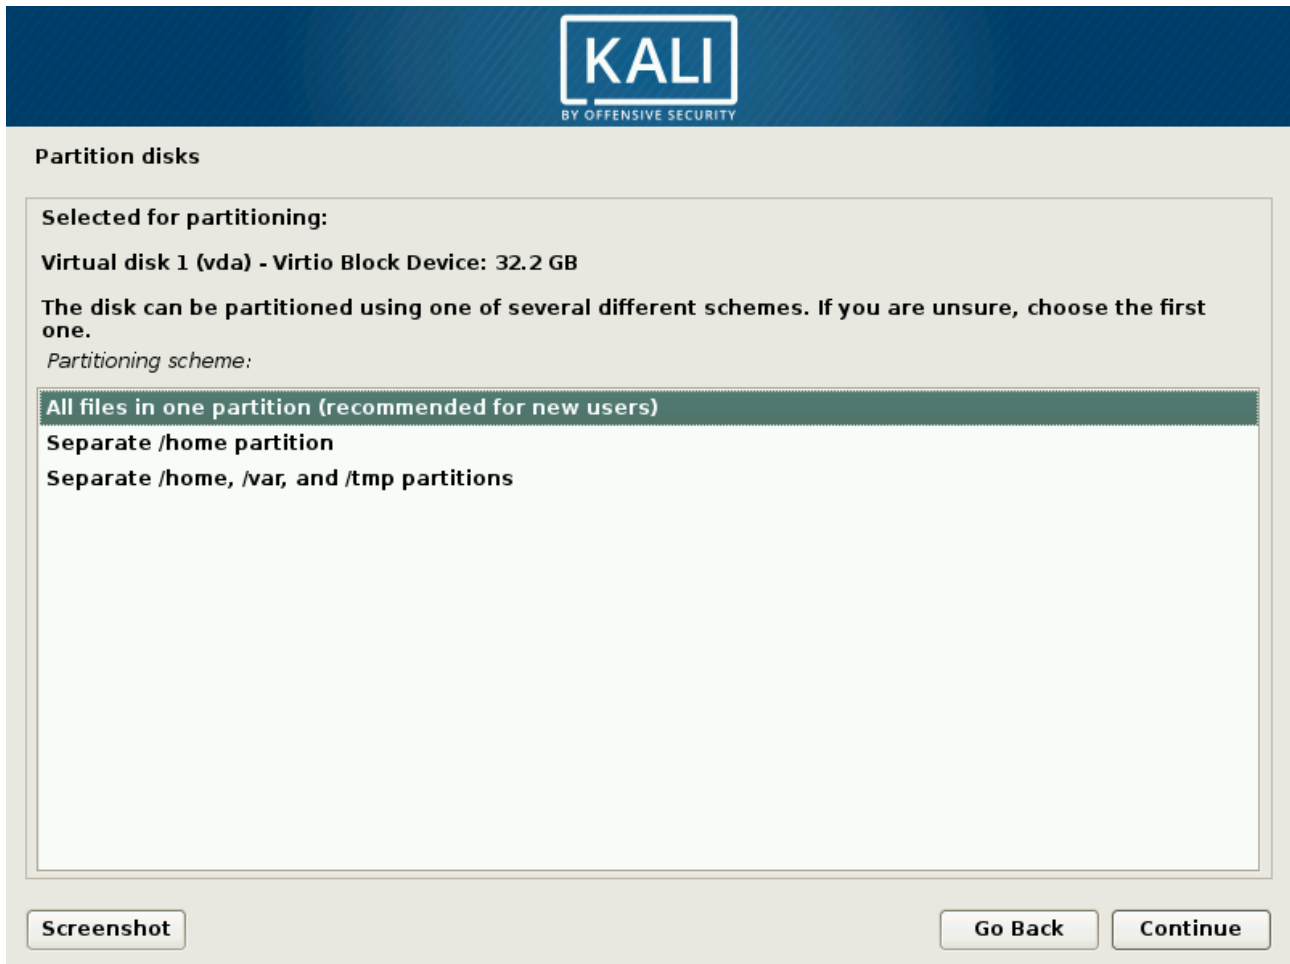 KALI
BY OFFENSIVE SECURITY
Partition disks
Selected for partitioning:
Virtual disk 1 (vda) - Virtio Block Device: 32.2 GB
The disk can be partitioned using one of several different schemes. If you are unsure, choose the first
one.
Partitioning scheme:
All files in one partition (recommended for new users)
Separate /home partition
Separate /home, /var, and /tmp partitions
Screenshot
Go Back
Continue